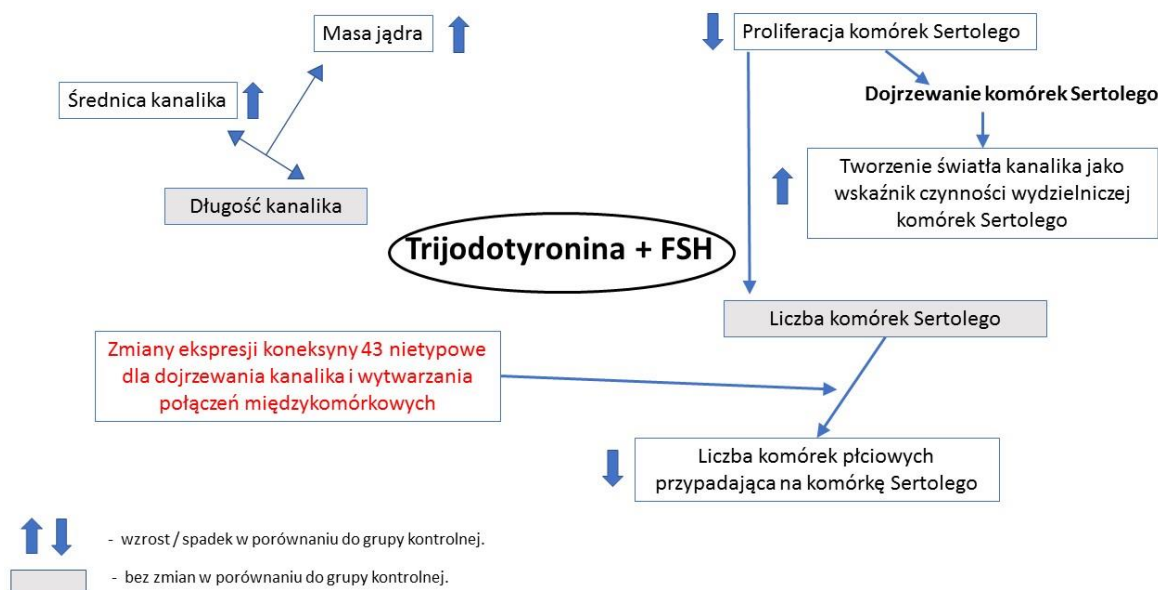 Masa jądra
Proliferacja komórek Sertolego
Średnica kanalika
Dojrzewanie komórek Sertolego
Długość kanalika
Tworzenie światła kanalika jako
wskaźnik czynności wydzielniczej
komórek Sertolego
Trijodotyronina + FSH
Liczba komórek Sertolego
Zmiany ekspresji koneksyny 43 nietypowe
dla dojrzewania kanalika i wytwarzania
połączeń międzykomórkowych
Liczba komórek płciowych
przypadająca na komórkę Sertolego
- wzrost / spadek w porównaniu do grupy kontrolnej.
- bez zmian w porównaniu do grupy kontrolnej.